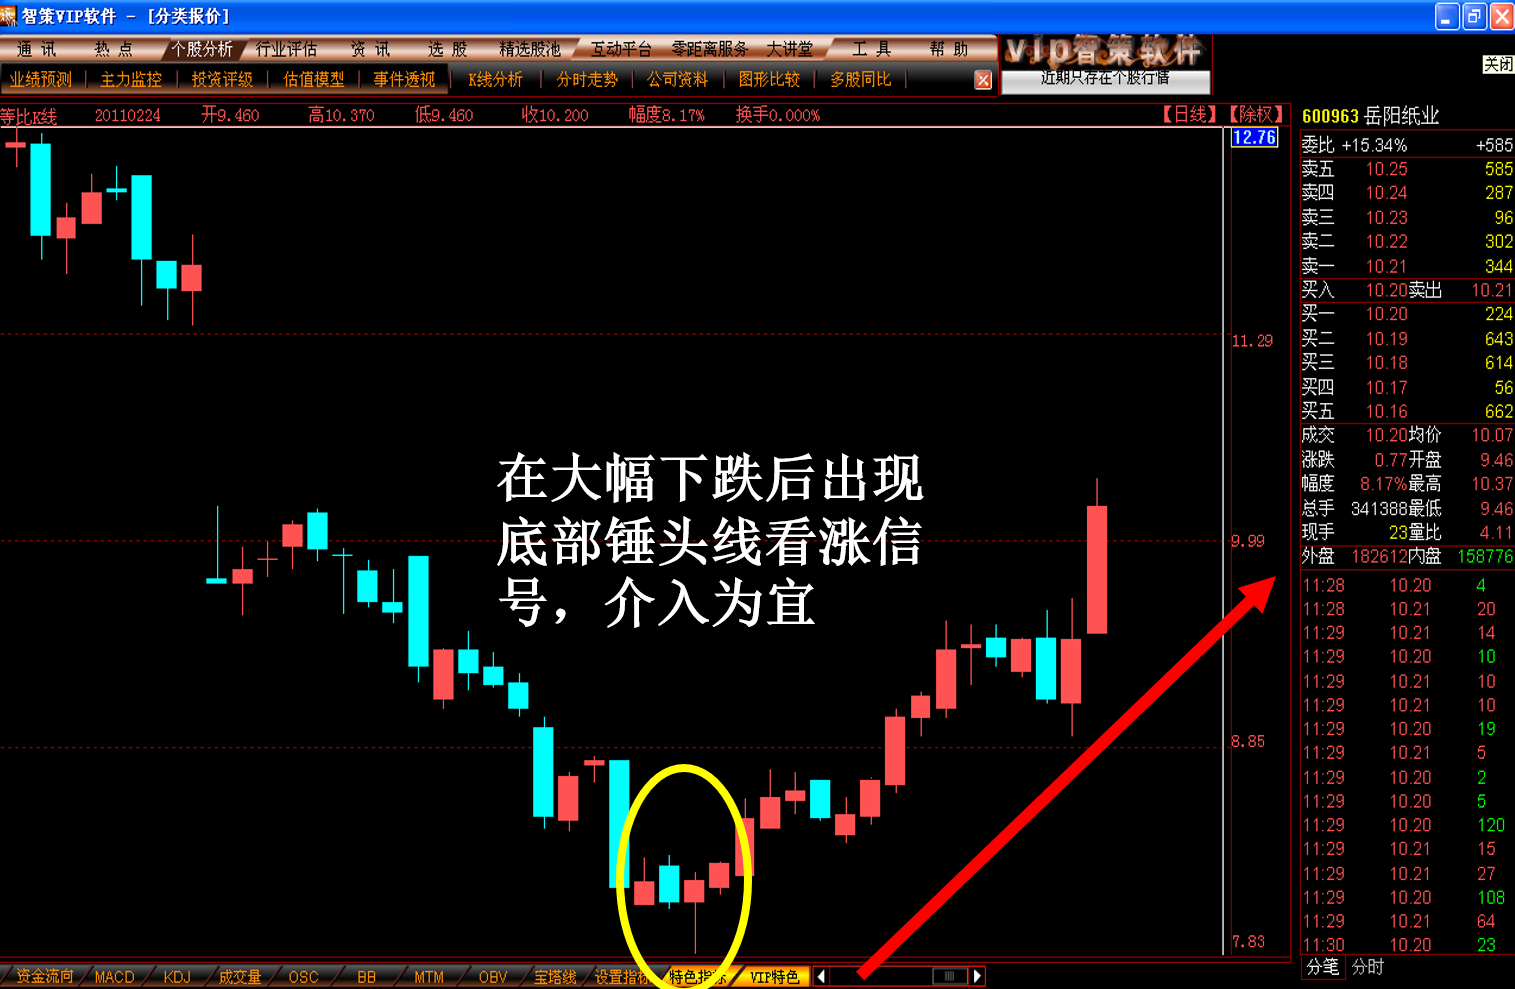 智策VIP软件 - [分类报价]
通 讯 热 点 个股分析 行业评估 资 讯 选 股 精选股池 互动平台 零距离服务 大讲堂 工 具 帮 助
vip智策软件
关闭
业绩预测 主力监控 投资评级 估值模型 事件透视 K线分析 分时走势 公司资料 图形比较 多股同比
近期只存在个股行情
等比K线 20110224 开9.460 高10.370 低9.460 收10.200 幅度8.17% 换手0.000% 【日线】【除权】
12.76
11.29
9.99
8.85
7.83
在大幅下跌后出现
底部锤头线看涨信
号，介入为宜
600963 岳阳纸业
委比 +15.34% +585
卖五 10.25 585
卖四 10.24 287
卖三 10.23 96
卖二 10.22 302
卖一 10.21 344
买入 10.20 卖出 10.21
买一 10.20 224
买二 10.19 643
买三 10.18 614
买四 10.17 56
买五 10.16 662
成交 10.20 均价 10.07
涨跌 0.77 开盘 9.46
幅度 8.17% 最高 10.37
总手 341388 最低 9.46
现手 23 量比 4.11
外盘 182612 内盘 158776
11:28 10.20 4
11:28 10.21 20
11:29 10.21 14
11:29 10.20 10
11:29 10.21 10
11:29 10.21 10
11:29 10.20 19
11:29 10.21 5
11:29 10.20 2
11:29 10.20 5
11:29 10.20 120
11:29 10.21 15
11:29 10.21 27
11:29 10.20 108
11:29 10.21 64
11:30 10.20 23
分笔 分时
资金流向 MACD KDJ 成交量 OSC BB MTM OBV 宝塔线 设置指标 特色指标 VIP特色